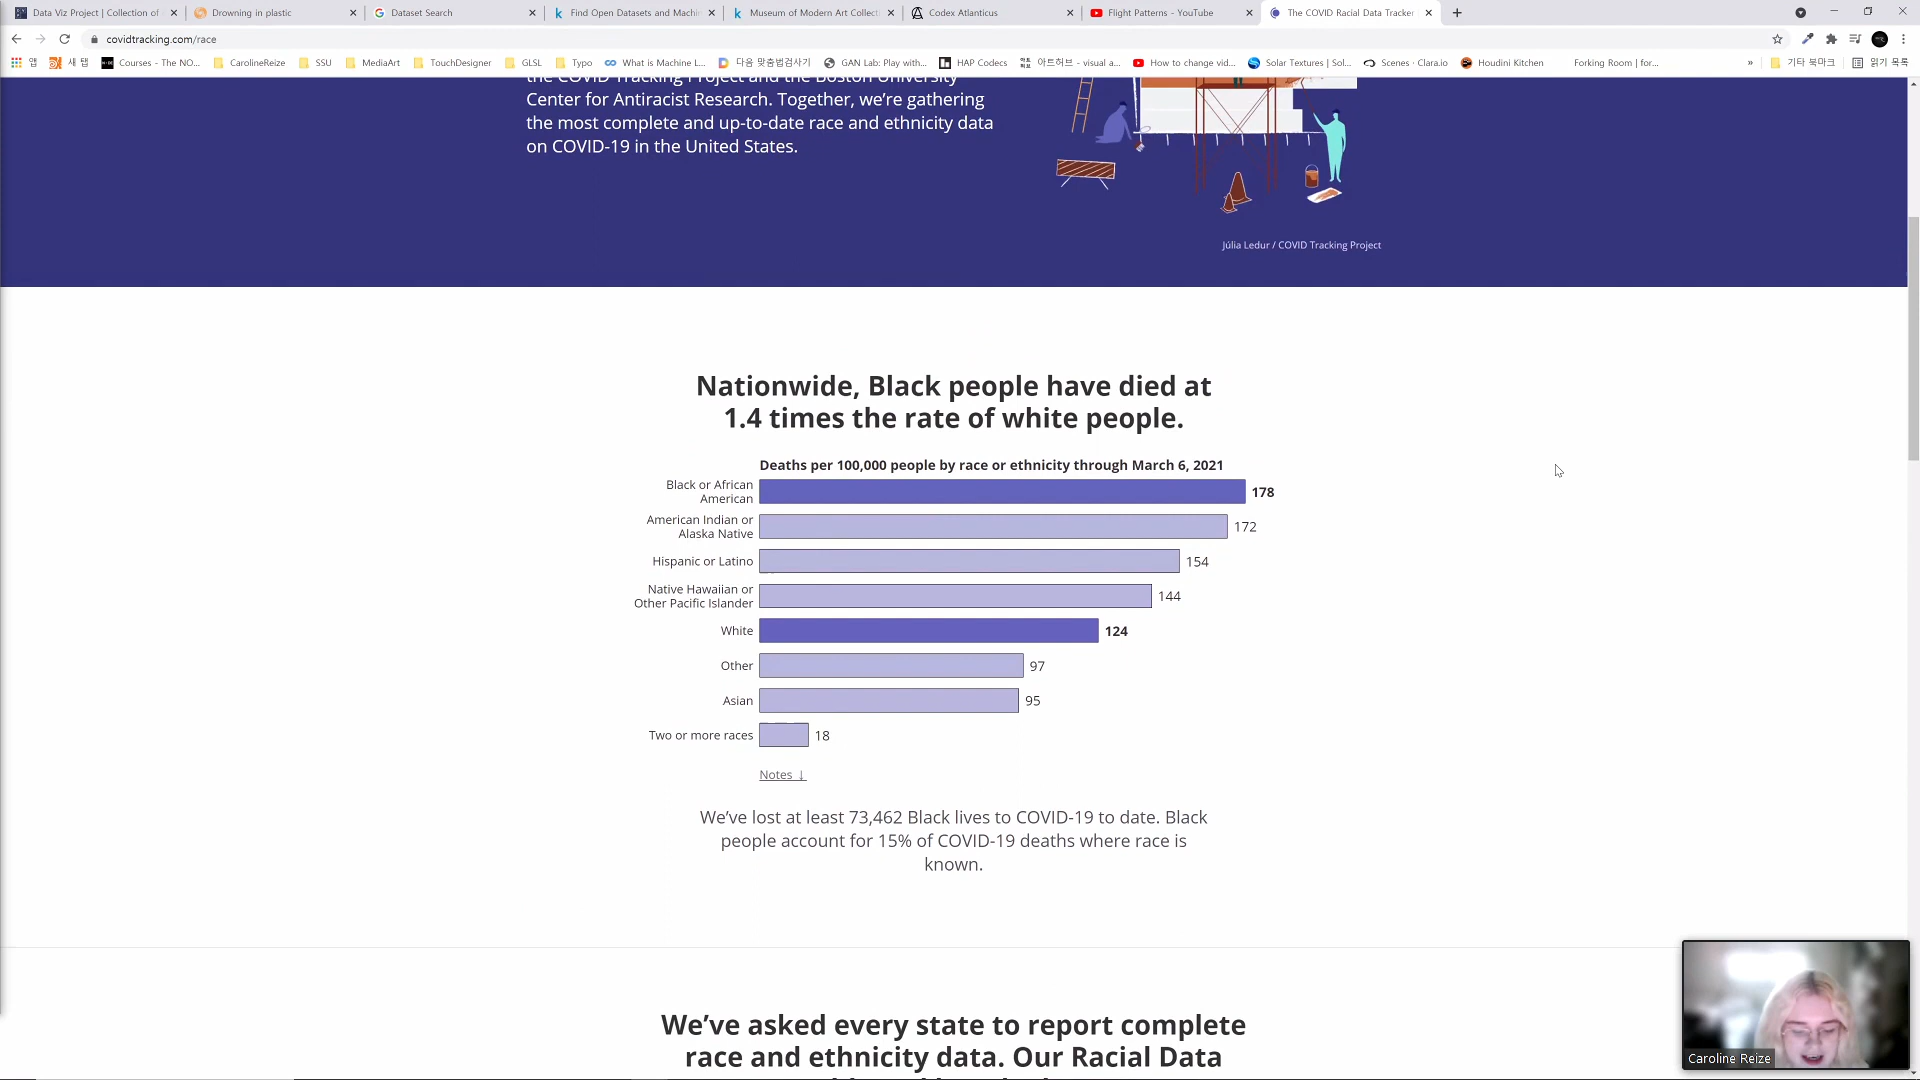 Data Viz Project | Collection of
Drowning in plastic
Dataset Search
Find Open Datasets and Machin
Museum of Modern Art Collecti
Codex Atlanticus
Flight Patterns - YouTube
The COVID Racial Data Tracker
covidtracking.com/race
앱
새 탭
Courses - The NO...
CarolineReize
SSU
MediaArt
TouchDesigner
GLSL
Typo
What is Machine L...
다음 맞춤법검사기
GAN Lab: Play with...
HAP Codecs
아트허브 - visual a...
How to change vid...
Solar Textures | Sol...
Scenes · Clara.io
Houdini Kitchen
Forking Room | for...
»
기타 북마크
읽기 목록
the COVID Tracking Project and the Boston University
Center for Antiracist Research. Together, we’re gathering
the most complete and up-to-date race and ethnicity data
on COVID-19 in the United States.
Júlia Ledur / COVID Tracking Project
Nationwide, Black people have died at
1.4 times the rate of white people.
Deaths per 100,000 people by race or ethnicity through March 6, 2021
Black or African
American
178
American Indian or
Alaska Native
172
Hispanic or Latino
154
Native Hawaiian or
Other Pacific Islander
144
White
124
Other
97
Asian
95
Two or more races
18
Notes ↓
We’ve lost at least 73,462 Black lives to COVID-19 to date. Black
people account for 15% of COVID-19 deaths where race is
known.
We’ve asked every state to report complete
race and ethnicity data. Our Racial Data
Caroline Reize